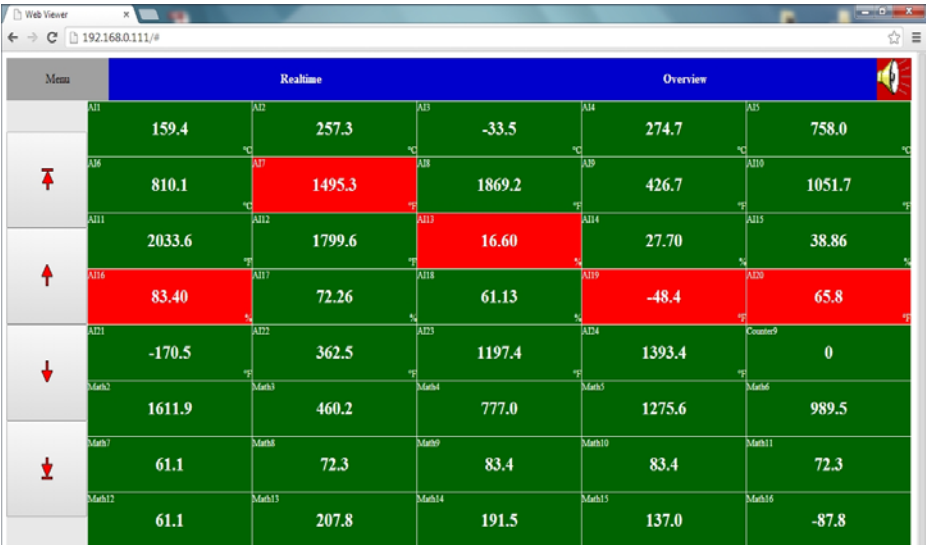 Web Viewer
192.168.0.111/#
Menu Realtime Overview
AI1 AI2 AI3 AI4 AI5
159.4 257.3 -33.5 274.7 758.0
°C °C °C °C °C
AI6 AI7 AI8 AI9 AI10
810.1 1495.3 1869.2 426.7 1051.7
°C °F °F °F °F
AI11 AI12 AI13 AI14 AI15
2033.6 1799.6 16.60 27.70 38.86
°F °F % % %
AI16 AI17 AI18 AI19 AI20
83.40 72.26 61.13 -48.4 65.8
% % % °F °F
AI21 AI22 AI23 AI24 Counter9
-170.5 362.5 1197.4 1393.4 0
°F °F °F °F
Math2 Math3 Math4 Math5 Math6
1611.9 460.2 777.0 1275.6 989.5
Math7 Math8 Math9 Math10 Math11
61.1 72.3 83.4 83.4 72.3
Math12 Math13 Math14 Math15 Math16
61.1 207.8 191.5 137.0 -87.8